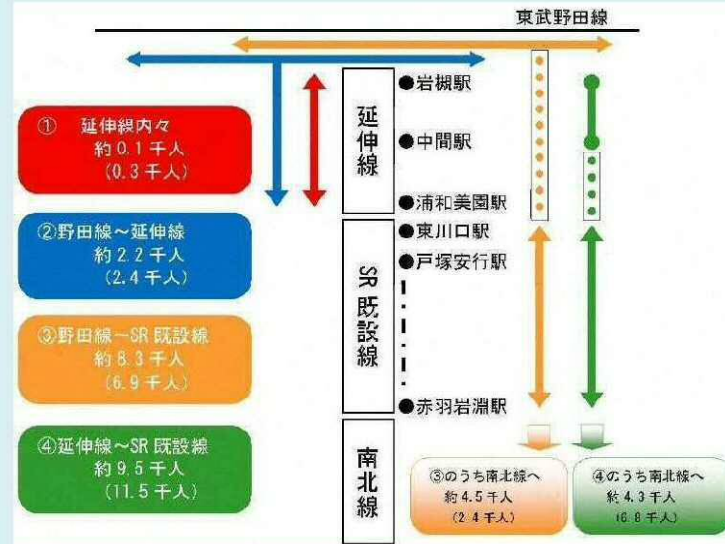 東武野田線
① 延伸線内々
約0.1千人
(0.3千人)
②野田線～延伸線
約2.2千人
(2.4千人)
③野田線～SR既設線
約8.3千人
(6.9千人)
④延伸線～SR既設線
約9.5千人
(11.5千人)
延伸線
SR既設線
南北線
●岩槻駅
●中間駅
●浦和美園駅
●東川口駅
●戸塚安行駅
●赤羽岩淵駅
③のうち南北線へ
約4.5千人
(2.4千人)
④のうち南北線へ
約4.3千人
(6.8千人)